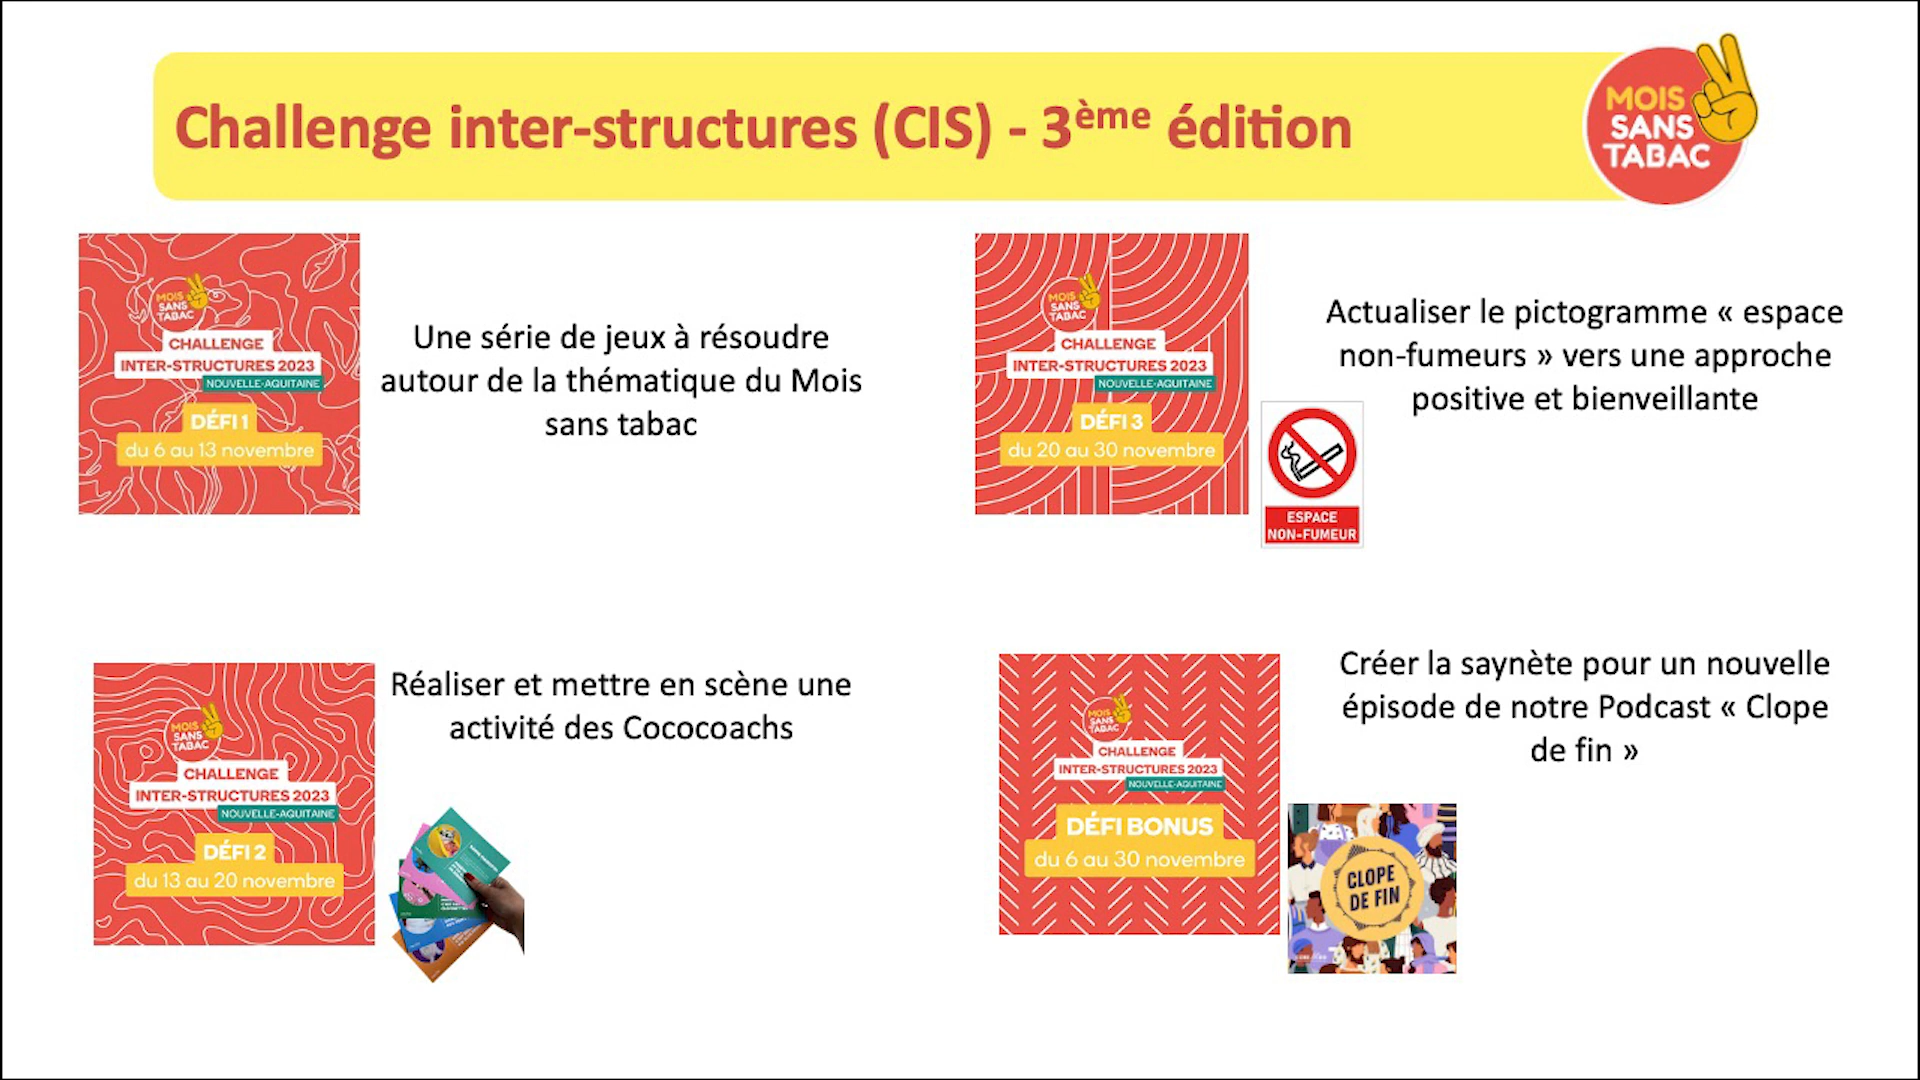 Challenge inter-structures (CIS) - 3ème édition
MOIS
SANS
TABAC
MOIS
SANS
TABAC
CHALLENGE
INTER-STRUCTURES 2023
NOUVELLE-AQUITAINE
DÉFI 1
du 6 au 13 novembre
Une série de jeux à résoudre
autour de la thématique du Mois
sans tabac
MOIS
SANS
TABAC
CHALLENGE
INTER-STRUCTURES 2023
NOUVELLE-AQUITAINE
DÉFI 3
du 20 au 30 novembre
Actualiser le pictogramme « espace
non-fumeurs » vers une approche
positive et bienveillante
ESPACE
NON-FUMEUR
MOIS
SANS
TABAC
CHALLENGE
INTER-STRUCTURES 2023
NOUVELLE-AQUITAINE
DÉFI 2
du 13 au 20 novembre
Réaliser et mettre en scène une
activité des Cococoachs
MOIS
SANS
TABAC
CHALLENGE
INTER-STRUCTURES 2023
NOUVELLE-AQUITAINE
DÉFI BONUS
du 6 au 30 novembre
Créer la saynète pour un nouvelle
épisode de notre Podcast « Clope
de fin »
CLOPE
DE FIN